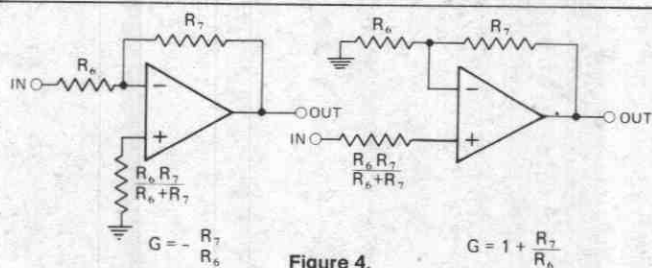 R₆
R₇
IN
−
+
OUT
R₆ R₇
R₆+R₇
G = − R₇
R₆
R₆
R₇
−
+
IN
OUT
R₆ R₇
R₆+R₇
G = 1 + R₇
R₆
Figure 4.